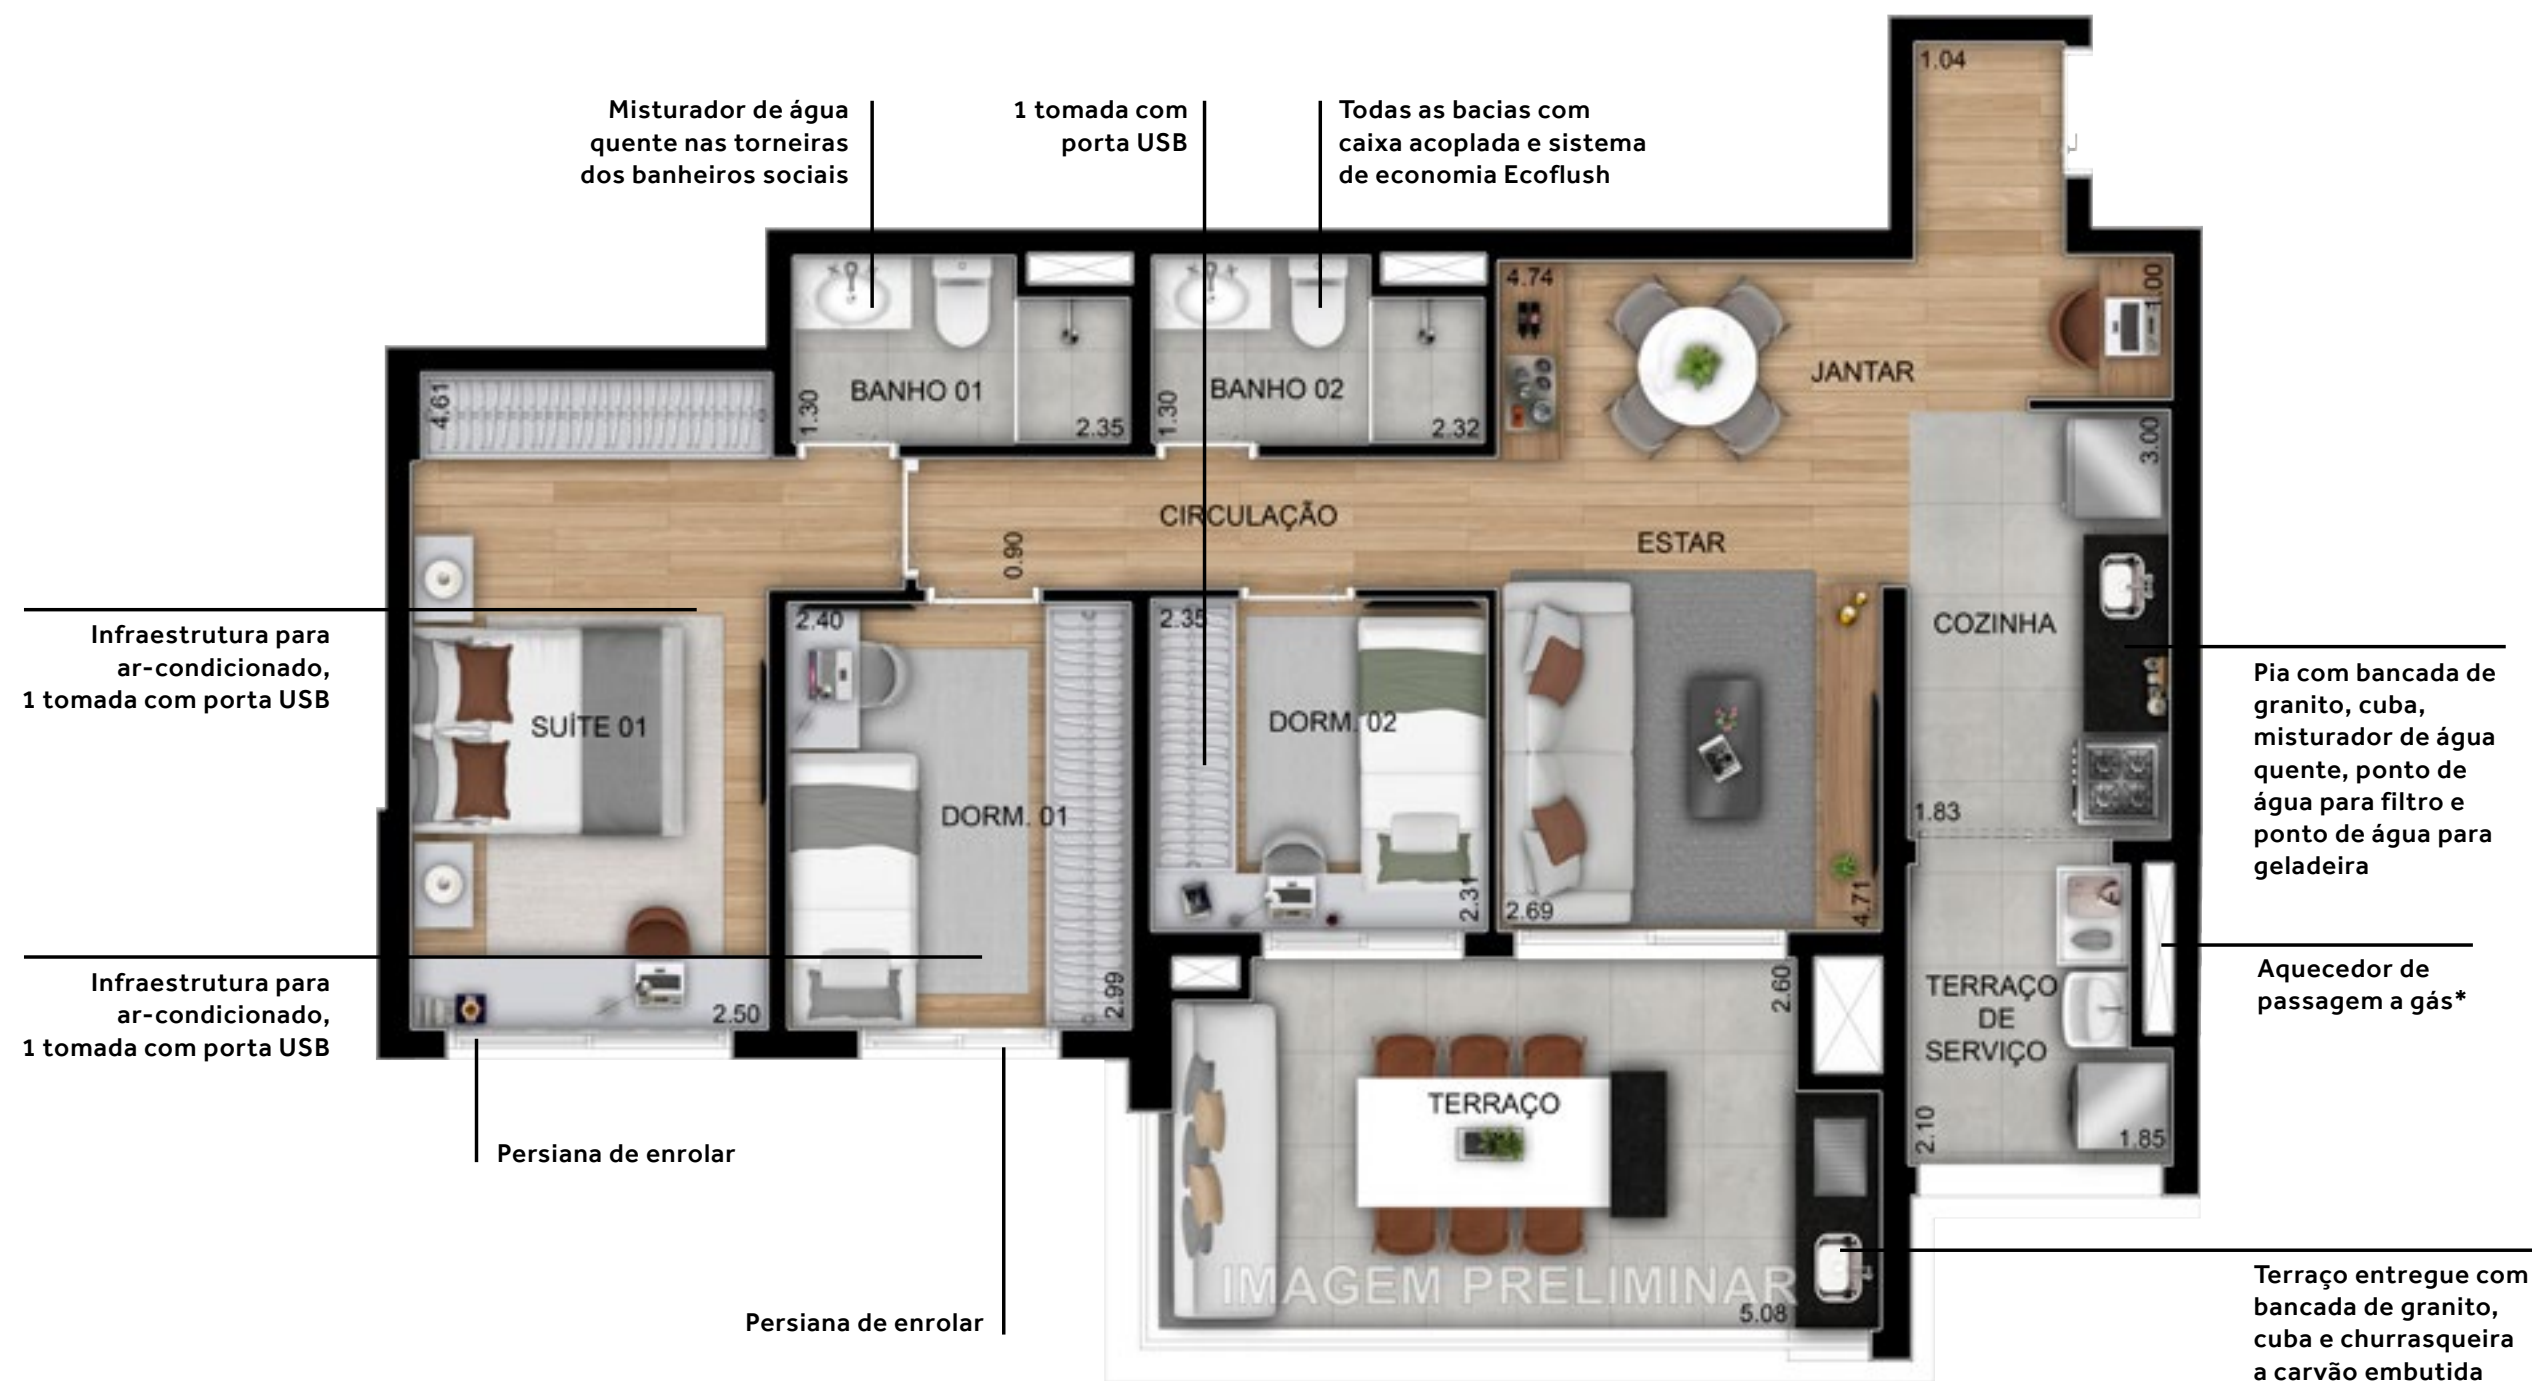 1.04
Misturador de água
quente nas torneiras
dos banheiros sociais
1 tomada com
porta USB
Todas as bacias com
caixa acoplada e sistema
de economia Ecoflush
4.74
1.00
JANTAR
4.61
1.30
BANHO 01
2.35
1.30
BANHO 02
2.32
3.00
CIRCULAÇÃO
0.90
ESTAR
COZINHA
Infraestrutura para
ar-condicionado,
1 tomada com porta USB
2.40
2.35
SUÍTE 01
DORM. 02
DORM. 01
1.83
Pia com bancada de
granito, cuba,
misturador de água
quente, ponto de
água para filtro e
ponto de água para
geladeira
2.31
2.69
4.71
Infraestrutura para
ar-condicionado,
1 tomada com porta USB
2.50
2.99
2.60
TERRAÇO
DE
SERVIÇO
Aquecedor de
passagem a gás*
TERRAÇO
2.10
1.85
Persiana de enrolar
Persiana de enrolar
IMAGEM PRELIMINAR
5.08
Terraço entregue com
bancada de granito,
cuba e churrasqueira
a carvão embutida